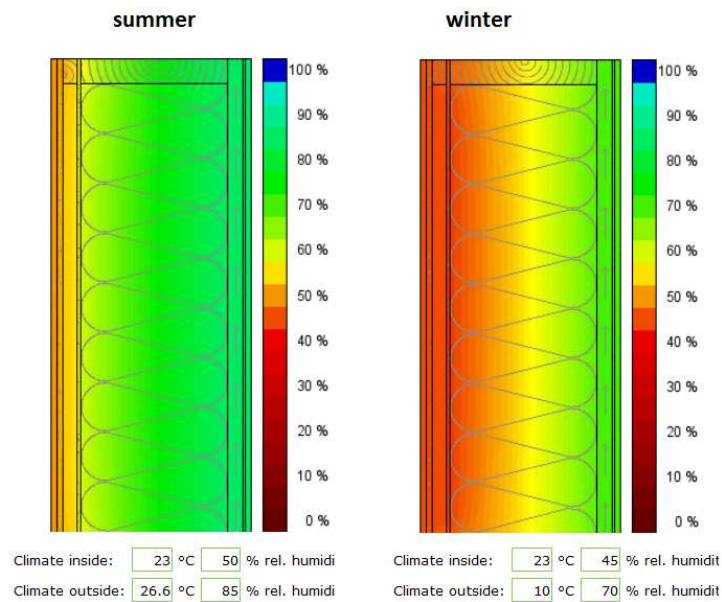 summer winter
100 % 100 %
90 % 90 %
80 % 80 %
70 % 70 %
60 % 60 %
50 % 50 %
40 % 40 %
30 % 30 %
20 % 20 %
10 % 10 %
0 % 0 %
Climate inside: 23 °C 50 % rel. humidi Climate inside: 23 °C 45 % rel. humidit
Climate outside: 26.6 °C 85 % rel. humidi Climate outside: 10 °C 70 % rel. humidit